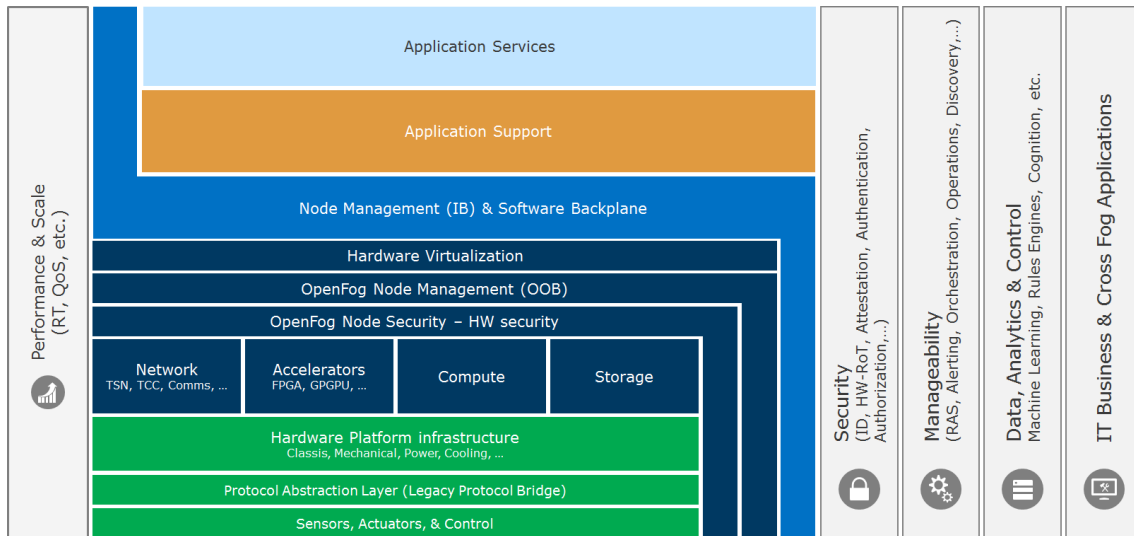 Performance & Scale
(RT, QoS, etc.)
Application Services
Application Support
Node Management (IB) & Software Backplane
Hardware Virtualization
OpenFog Node Management (OOB)
OpenFog Node Security – HW security
Network
TSN, TCC, Comms, ...
Accelerators
FPGA, GPGPU, ...
Compute
Storage
Hardware Platform infrastructure
Classis, Mechanical, Power, Cooling, ...
Protocol Abstraction Layer (Legacy Protocol Bridge)
Sensors, Actuators, & Control
Security
(ID, HW-RoT, Attestation, Authentication,
Authorization,...)
Manageability
(RAS, Alerting, Orchestration, Operations, Discovery,...)
Data, Analytics & Control
Machine Learning, Rules Engines, Cognition, etc.
IT Business & Cross Fog Applications